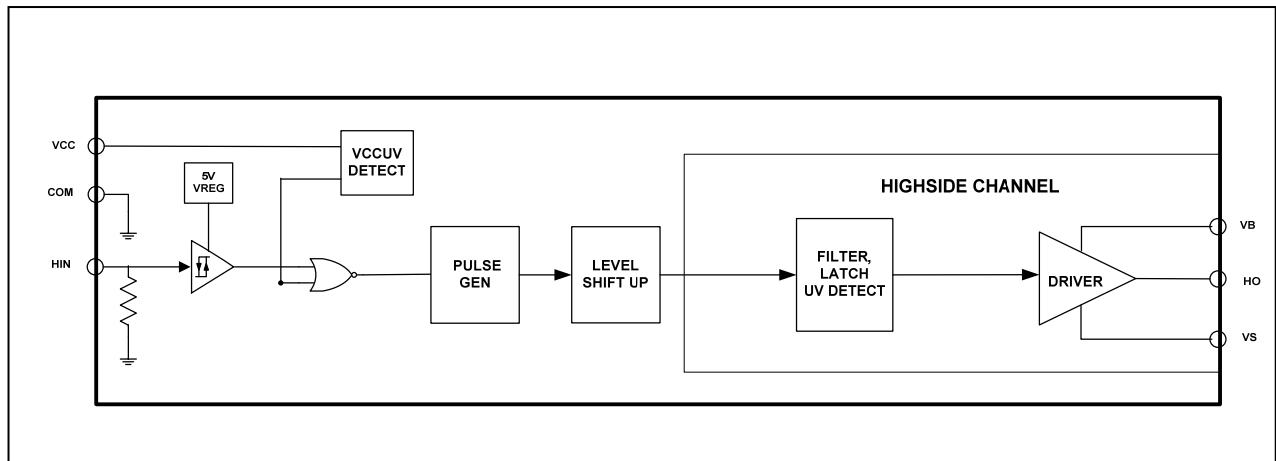 VCC
VCCUV
DETECT
5V
VREG
COM
HIGHSIDE CHANNEL
HIN
PULSE
GEN
LEVEL
SHIFT UP
FILTER,
LATCH
UV DETECT
DRIVER
VB
HO
VS